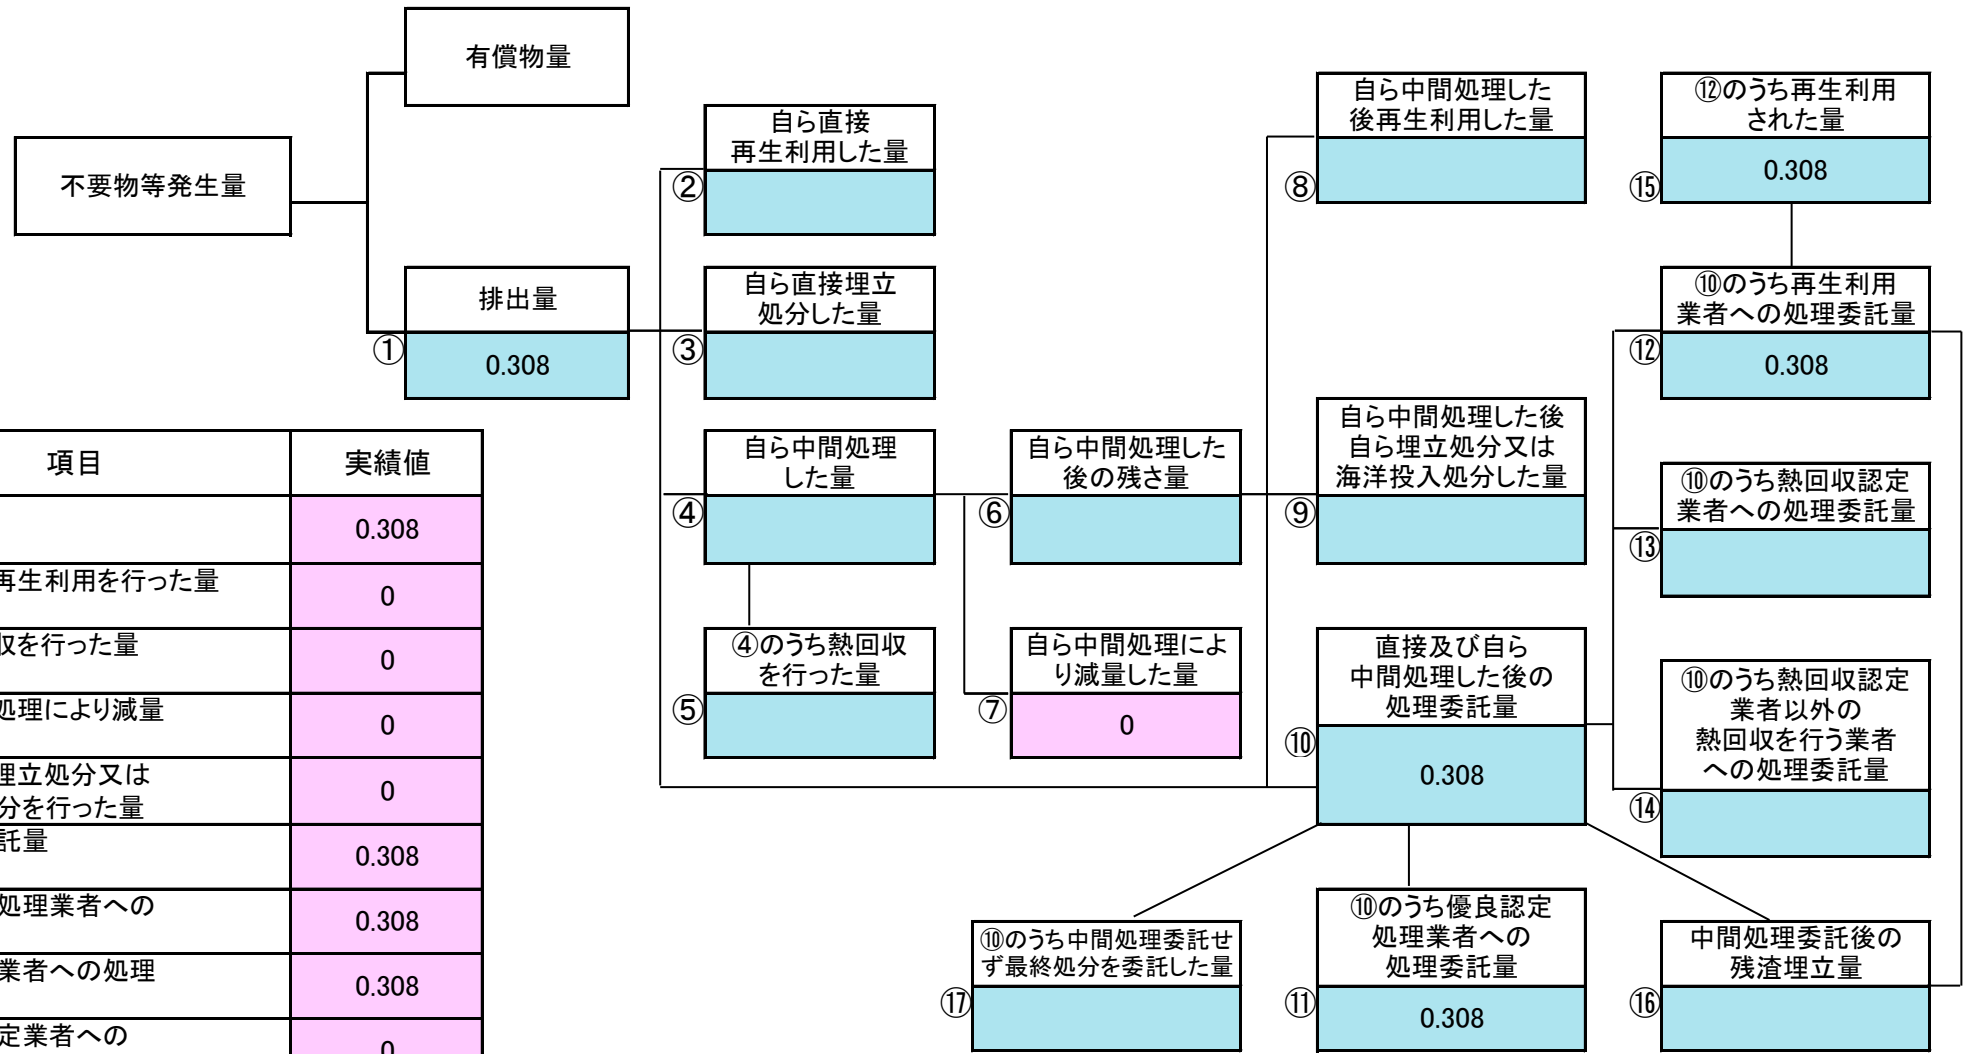 有償物量
不要物等発生量
排出量
①
0.308
自ら直接
再生利用した量
②
自ら直接埋立
処分した量
③
自ら中間処理
した量
④
④のうち熱回収
を行った量
⑤
自ら中間処理した
後の残さ量
⑥
自ら中間処理によ
り減量した量
⑦
0
自ら中間処理した
後再生利用した量
⑧
自ら中間処理した後
自ら埋立処分又は
海洋投入処分した量
⑨
直接及び自ら
中間処理した後の
処理委託量
⑩
0.308
⑫のうち再生利用
された量
⑮
0.308
⑩のうち再生利用
業者への処理委託量
⑫
0.308
⑩のうち熱回収認定
業者への処理委託量
⑬
⑩のうち熱回収認定
業者以外の
熱回収を行う業者
への処理委託量
⑭
⑩のうち中間処理委託せ
ず最終処分を委託した量
⑰
⑩のうち優良認定
処理業者への
処理委託量
⑪
0.308
中間処理委託後の
残渣埋立量
⑯
項目 実績値
0.308
再生利用を行った量
0
収を行った量
0
処理により減量
0
埋立処分又は
分を行った量
0
託量
0.308
処理業者への
0.308
業者への処理
0.308
定業者への
0